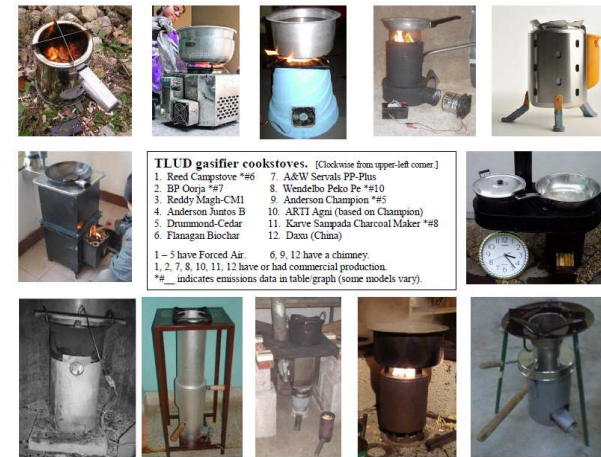 TLUD gasifier cookstoves. [Clockwise from upper-left corner.]
1. Reed Campstove *#6 7. A&W Servals PP-Plus
2. BP Oorja *#7 8. Wendelbo Peko Pe *#10
3. Reddy Magh-CM1 9. Anderson Champion *#5
4. Anderson Juntos B 10. ARTI Agni (based on Champion)
5. Drummond-Cedar 11. Karve Sampada Charcoal Maker *#8
6. Flanagan Biochar 12. Daxu (China)
1 – 5 have Forced Air. 6, 9, 12 have a chimney.
1, 2, 7, 8, 10, 11, 12 have or had commercial production.
*#__ indicates emissions data in table/graph (some models vary).